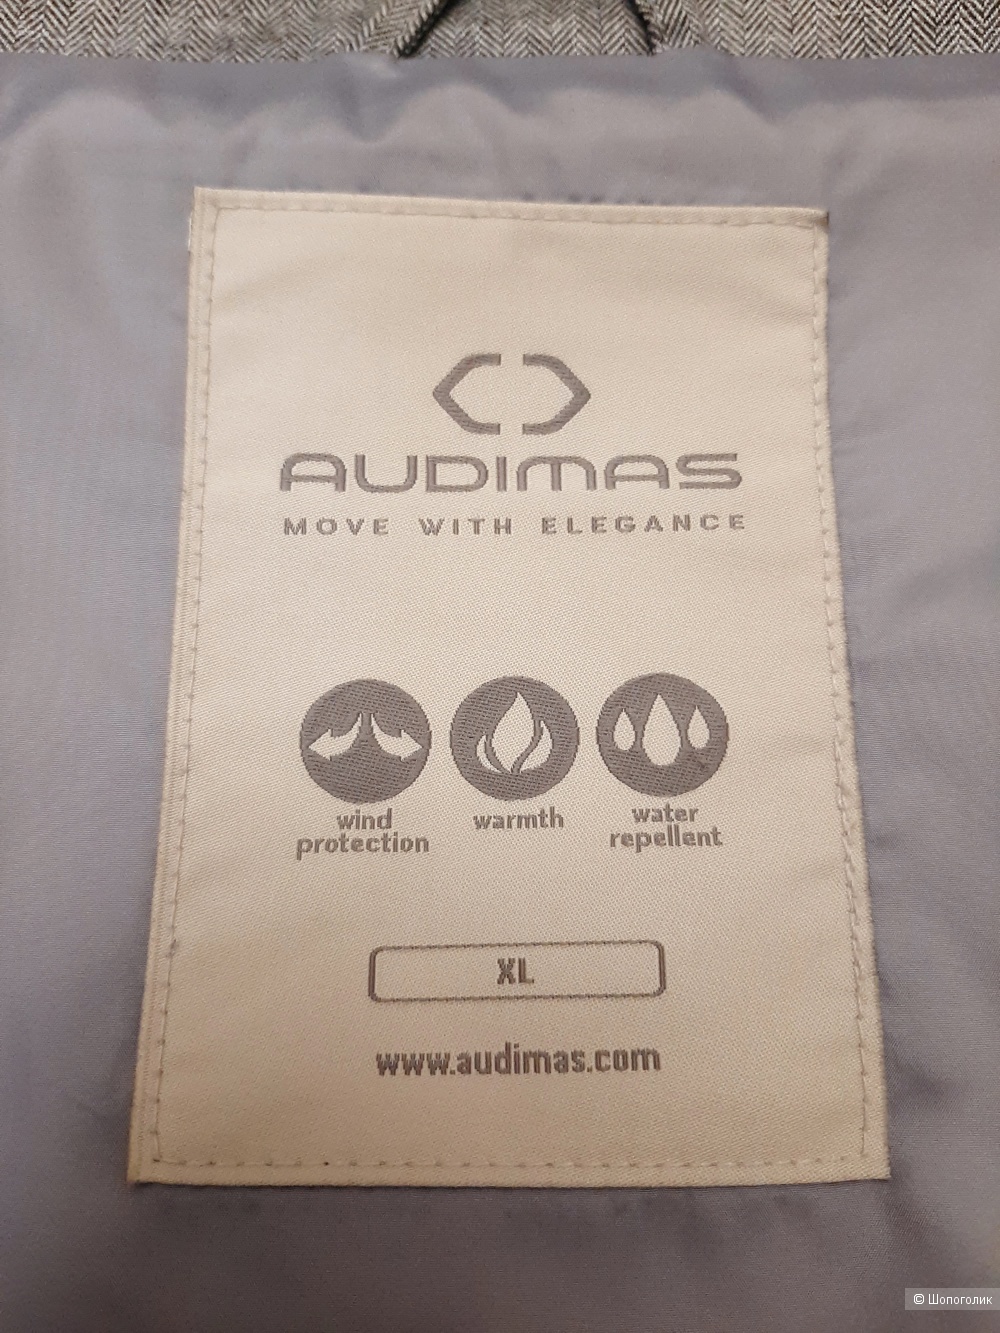 AUDIMAS
MOVE WITH ELEGANCE
wind
protection
warmth
water
repellent
XL
www.audimas.com
© Шопоголик